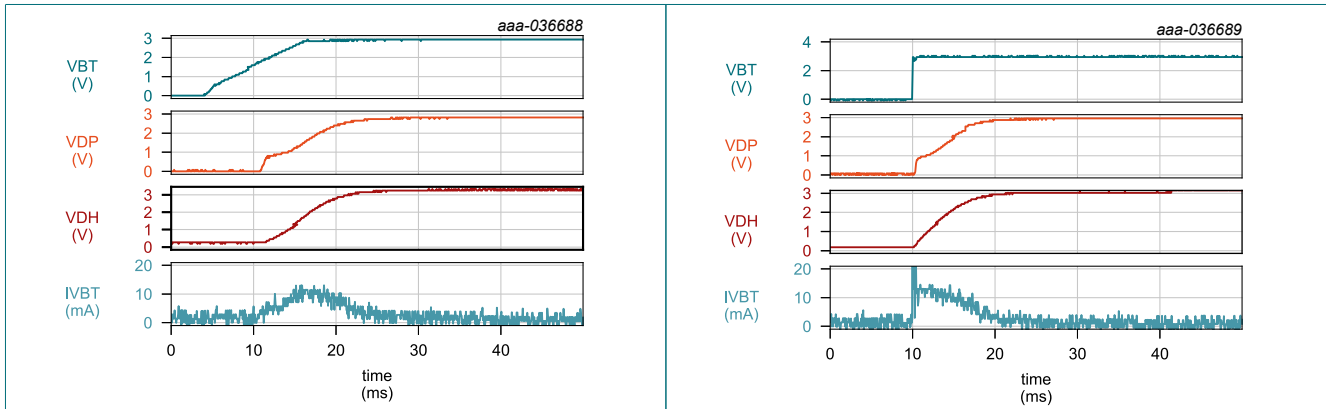 aaa-036688
3
2
1
0
VBT
(V)
3
2
1
0
VDP
(V)
3
2
1
0
VDH
(V)
20
10
0
IVBT
(mA)
0 10 20 30 40
time
(ms)
aaa-036689
4
2
0
VBT
(V)
3
2
1
0
VDP
(V)
3
2
1
0
VDH
(V)
20
10
0
IVBT
(mA)
0 10 20 30 40
time
(ms)